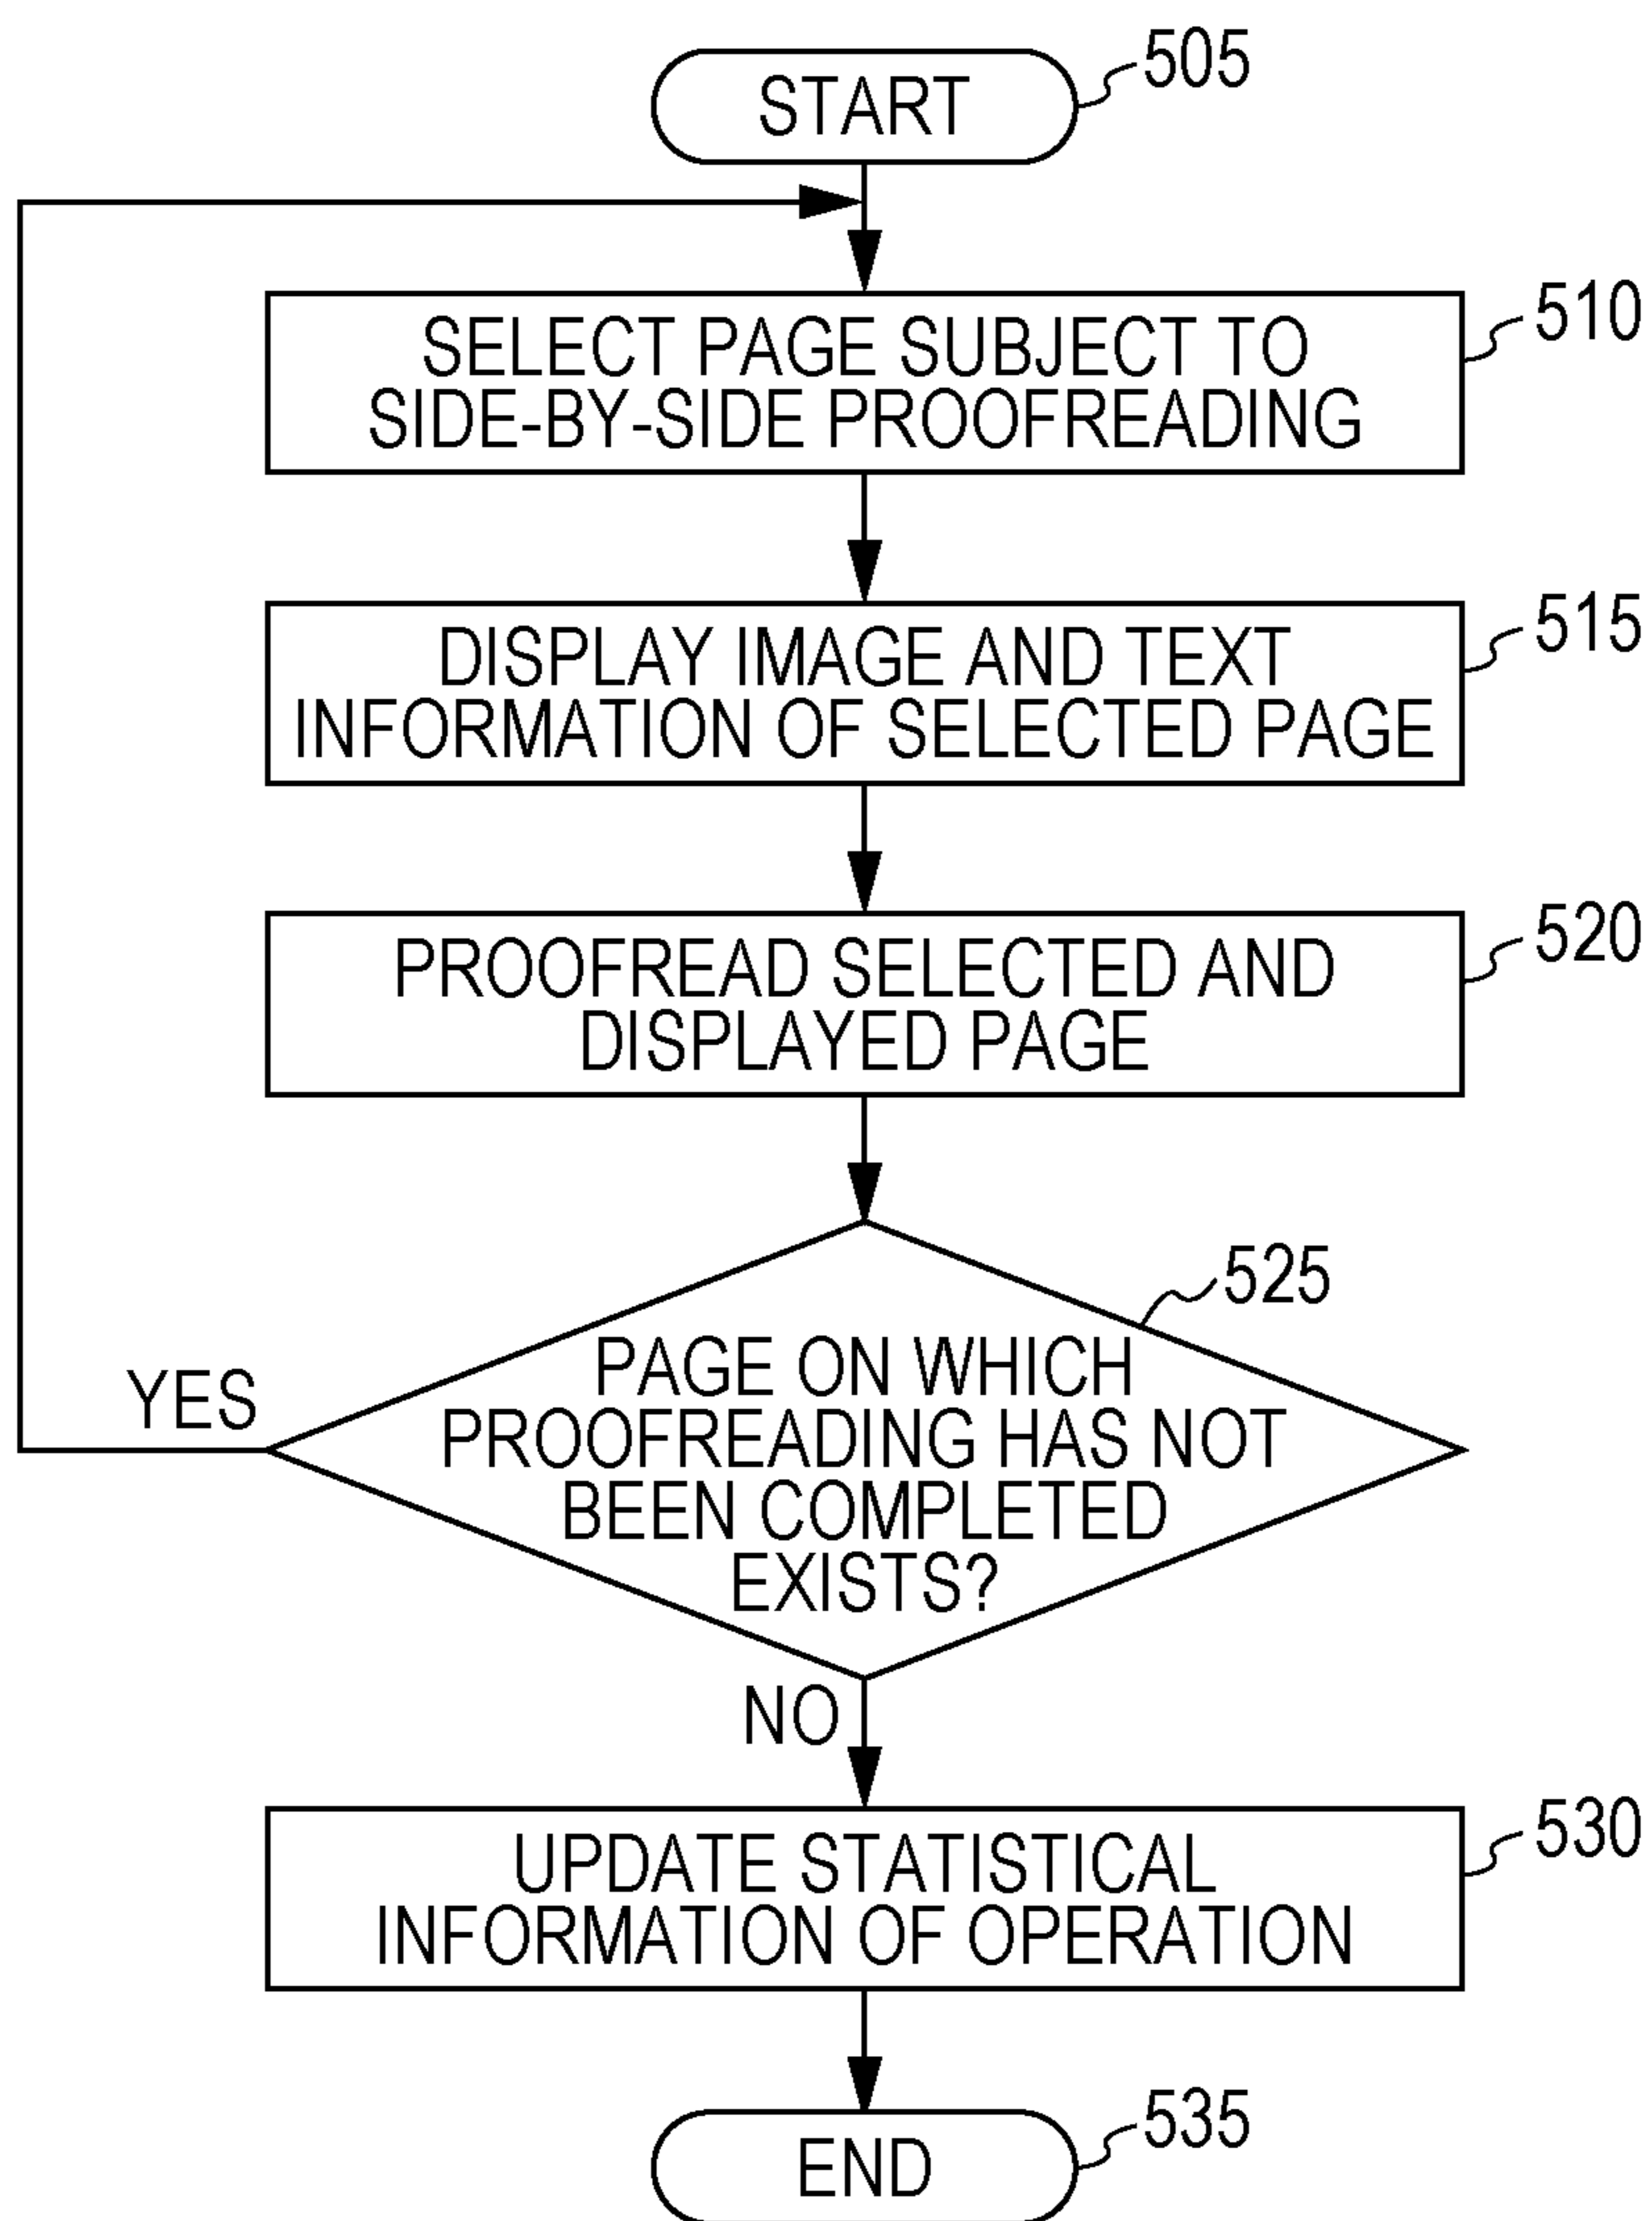 START
505
SELECT PAGE SUBJECT TO
SIDE-BY-SIDE PROOFREADING
510
DISPLAY IMAGE AND TEXT
INFORMATION OF SELECTED PAGE
515
PROOFREAD SELECTED AND
DISPLAYED PAGE
520
525
PAGE ON WHICH
PROOFREADING HAS NOT
BEEN COMPLETED
EXISTS?
YES
NO
UPDATE STATISTICAL
INFORMATION OF OPERATION
530
END
535